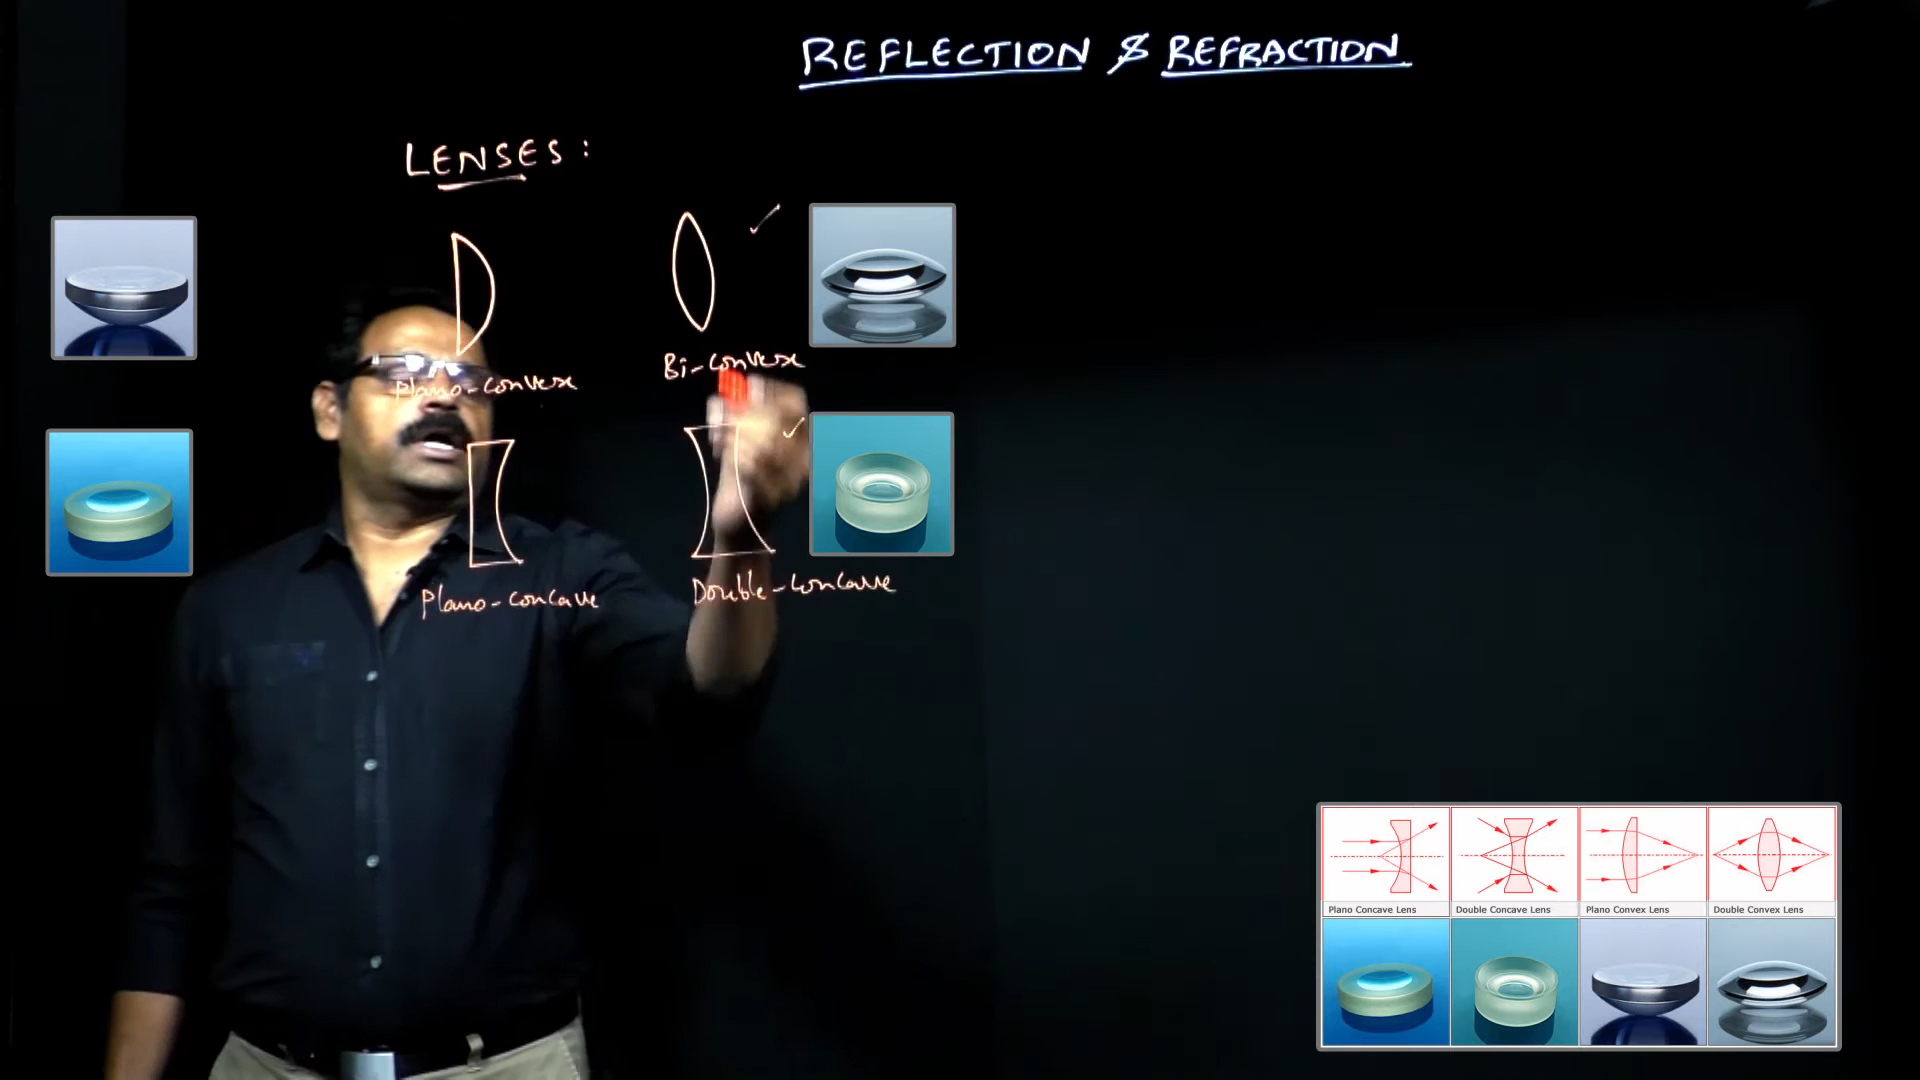 REFLECTION & REFRACTION
LENSES:
Plano-convex
Bi-convex
Plano-concave
Double-concave
Plano Concave Lens
Double Concave Lens
Plano Convex Lens
Double Convex Lens